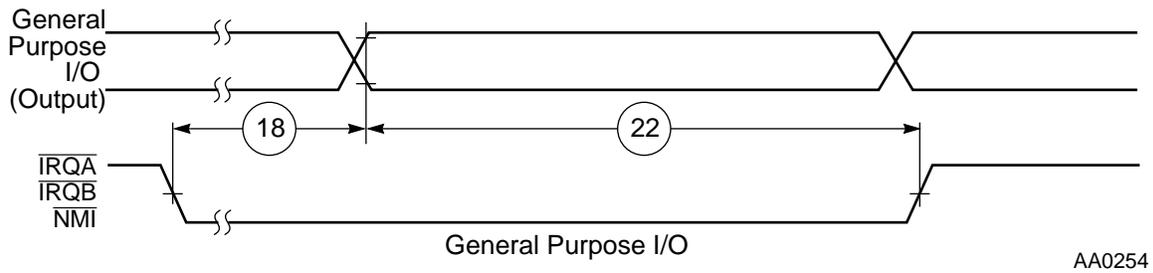 General
Purpose
I/O
(Output)
18
22
IRQA
IRQB
NMI
General Purpose I/O
AA0254